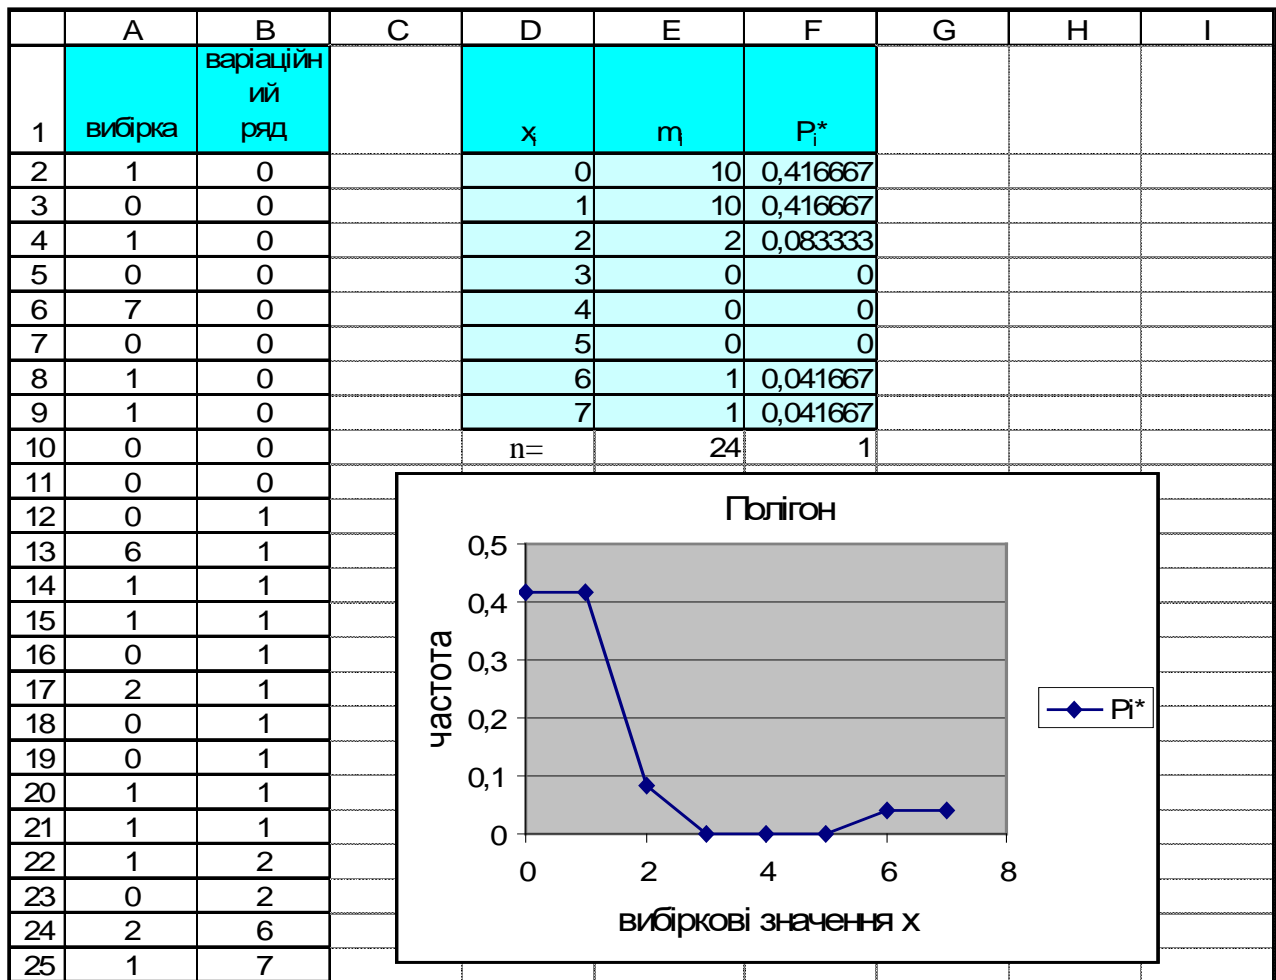 A B C D E F G H I
1 вибірка варіаційн ий ряд xi mi Pi*
2 1 0 0 10 0,416667
3 0 0 1 10 0,416667
4 1 0 2 2 0,083333
5 0 0 3 0 0
6 7 0 4 0 0
7 0 0 5 0 0
8 1 0 6 1 0,041667
9 1 0 7 1 0,041667
10 0 0 n= 24 1
11 0 0
12 0 1
13 6 1
14 1 1
15 1 1
16 0 1
17 2 1
18 0 1
19 0 1
20 1 1
21 1 1
22 1 2
23 0 2
24 2 6
25 1 7
Полігон
0,5
0,4
0,3
0,2
0,1
0
частота
0 2 4 6 8
вибіркові значення x
Pi*